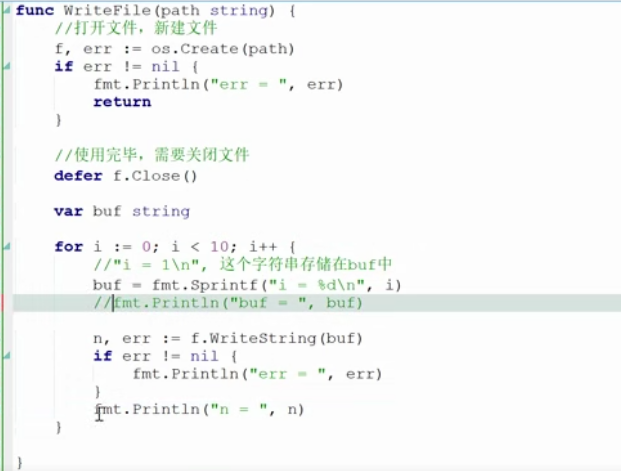 func WriteFile(path string) {
    //打开文件，新建文件
    f, err := os.Create(path)
    if err != nil {
        fmt.Println("err = ", err)
        return
    }
    //使用完毕，需要关闭文件
    defer f.Close()
    var buf string
    for i := 0; i < 10; i++ {
        //"i = 1\n", 这个字符串存储在buf中
        buf = fmt.Sprintf("i = %d\n", i)
        //fmt.Println("buf = ", buf)
        n, err := f.WriteString(buf)
        if err != nil {
            fmt.Println("err = ", err)
        }
        fmt.Println("n = ", n)
    }
}